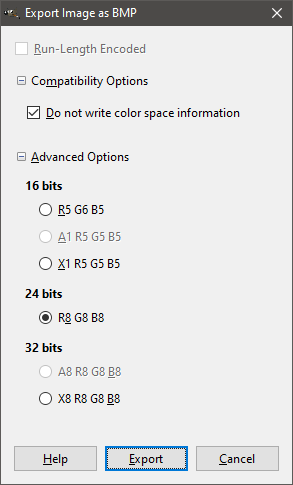 Export Image as BMP
Run-Length Encoded
Compatibility Options
Do not write color space information
Advanced Options
16 bits
R5 G6 B5
A1 R5 G5 B5
X1 R5 G5 B5
24 bits
R8 G8 B8
32 bits
A8 R8 G8 B8
X8 R8 G8 B8
Help Export Cancel